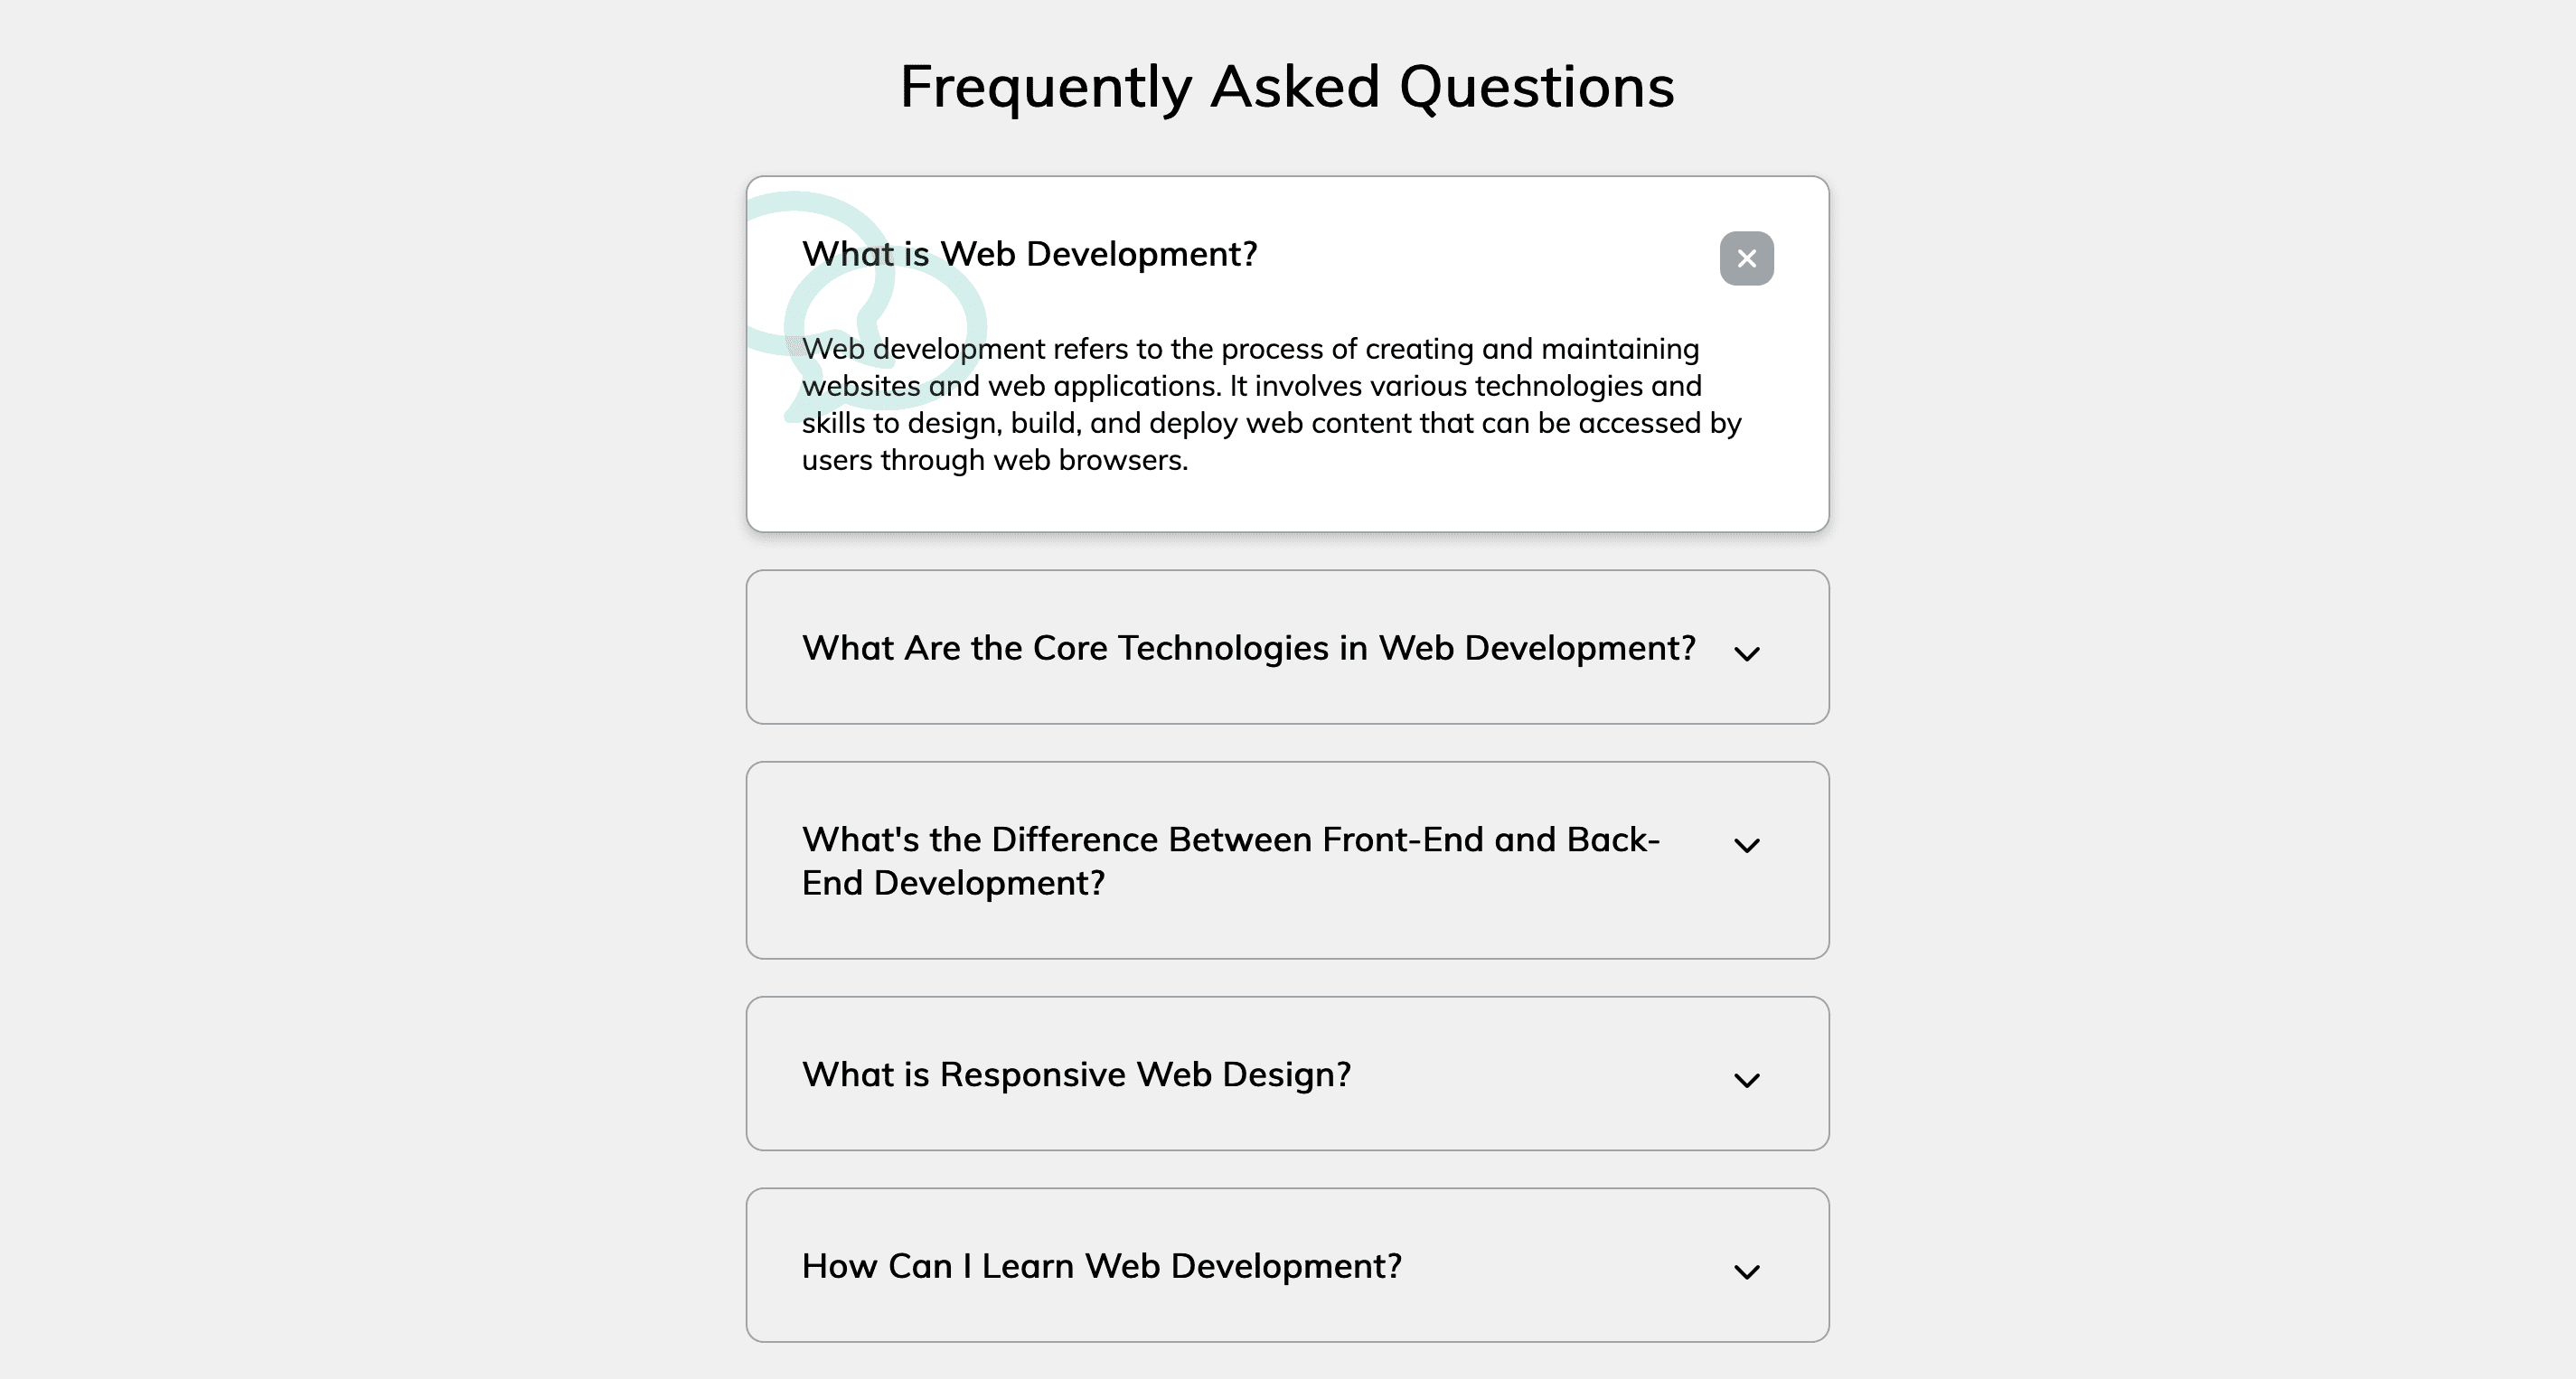 Frequently Asked Questions
What is Web Development?
Web development refers to the process of creating and maintaining
websites and web applications. It involves various technologies and
skills to design, build, and deploy web content that can be accessed by
users through web browsers.
What Are the Core Technologies in Web Development?
What's the Difference Between Front-End and Back-
End Development?
What is Responsive Web Design?
How Can I Learn Web Development?